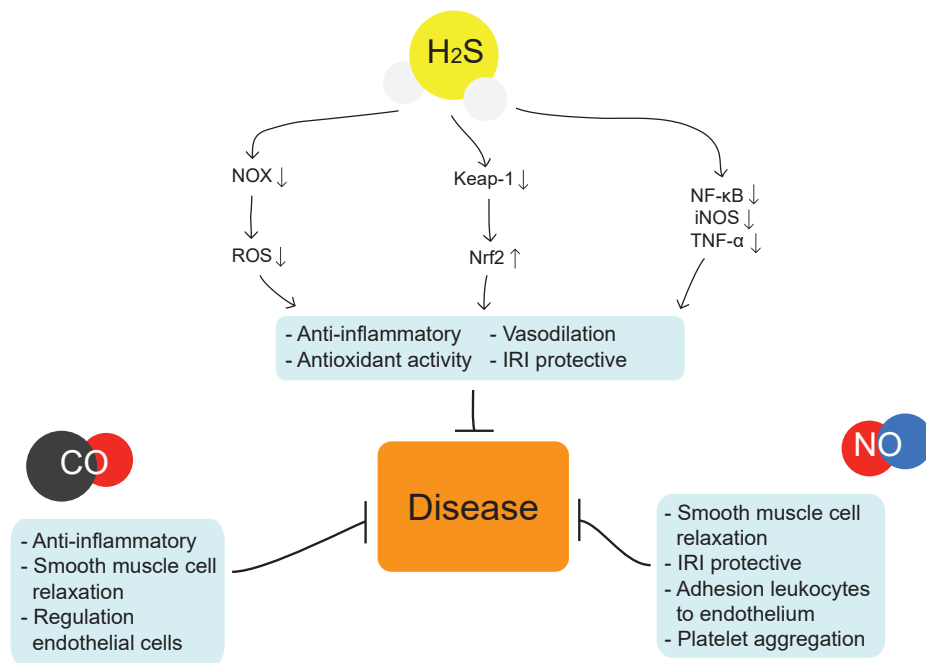 H2S
NOX ↓
Keap-1 ↓
NF-κB ↓
iNOS ↓
TNF-α ↓
ROS ↓
Nrf2 ↑
- Anti-inflammatory
- Antioxidant activity
- Vasodilation
- IRI protective
CO
NO
Disease
- Anti-inflammatory
- Smooth muscle cell
relaxation
- Regulation
endothelial cells
- Smooth muscle cell
relaxation
- IRI protective
- Adhesion leukocytes
to endothelium
- Platelet aggregation